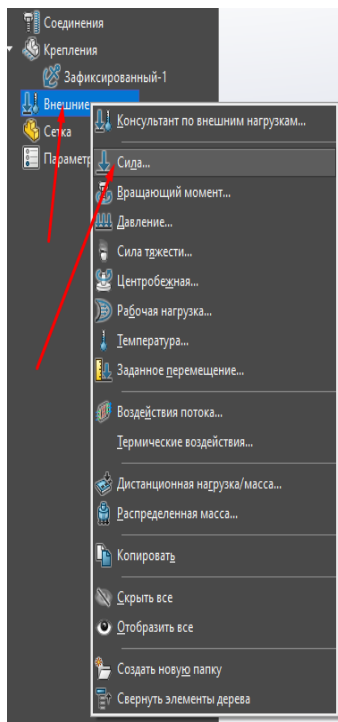 Соединения
Крепления
Зафиксированный-1
Внешние
Консультант по внешним нагрузкам...
Сетка
Сила...
Параметр
Вращающий момент...
Давление...
Сила тяжести...
Центробежная...
Рабочая нагрузка...
Температура...
Заданное перемещение...
Воздействия потока...
Термические воздействия...
Дистанционная нагрузка/масса...
Распределенная масса...
Копировать
Скрыть все
Отобразить все
Создать новую папку
Свернуть элементы дерева